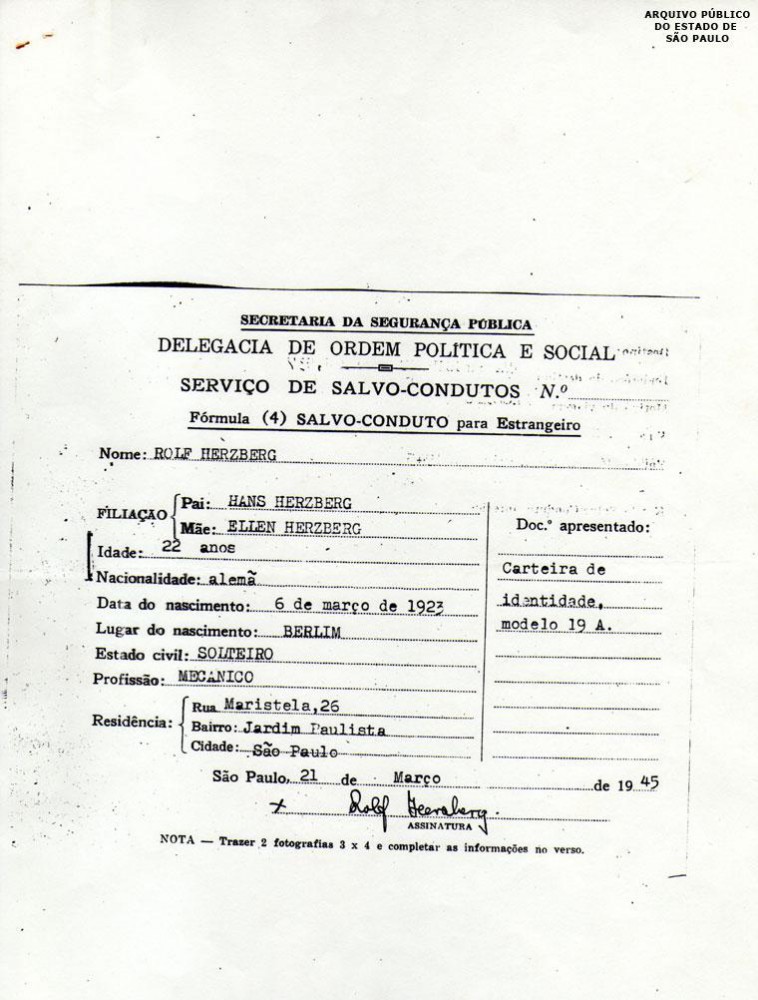 ARQUIVO PÚBLICO
DO ESTADO DE
SÃO PAULO
SECRETARIA DA SEGURANÇA PÚBLICA
DELEGACIA DE ORDEM POLÍTICA E SOCIAL
SERVIÇO DE SALVO-CONDUTOS N.º
Fórmula (4) SALVO-CONDUTO para Estrangeiro
Nome: ROLF HERZBERG
FILIAÇÃO
Pai: HANS HERZBERG
Mãe: ELLEN HERZBERG
Idade: 22 anos
Nacionalidade: alemã
Data do nascimento: 6 de março de 1923
Lugar do nascimento: BERLIM
Estado civil: SOLTEIRO
Profissão: MECANICO
Residência:
Rua Maristela,26
Bairro: Jardim Paulista
Cidade: São Paulo
Doc.º apresentado:
Carteira de
identidade,
modelo 19 A.
São Paulo, 21 de Março de 19 45
x Rolf Herzberg.
ASSINATURA
NOTA — Trazer 2 fotografias 3 x 4 e completar as informações no verso.